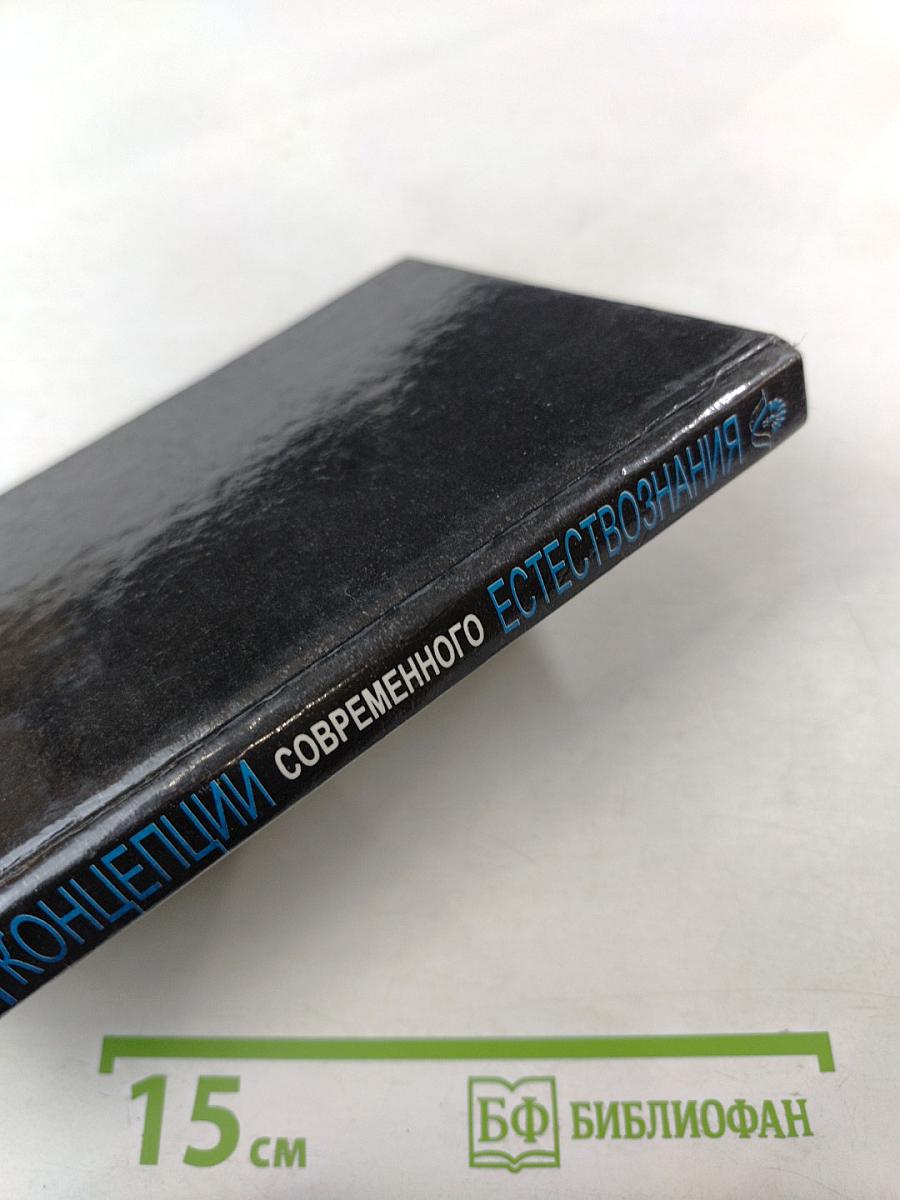 КОНЦЕПЦИИ СОВРЕМЕННОГО ЕСТЕСТВОЗНАНИЯ
15 см
БФ БИБЛИОФАН